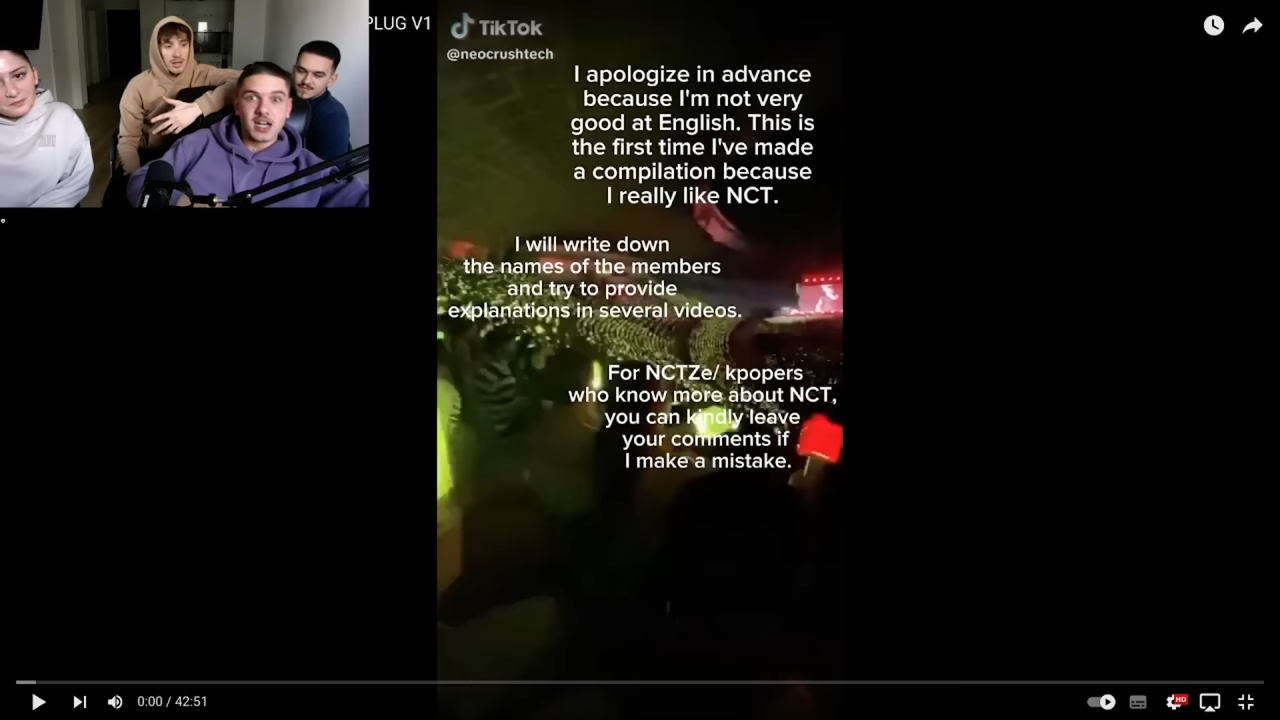 PLUG V1
TikTok
@neocrushtech
I apologize in advance
because I'm not very
good at English. This is
the first time I've made
a compilation because
I really like NCT.
I will write down
the names of the members
and try to provide
explanations in several videos.
For NCTZe/ kpopers
who know more about NCT,
you can kindly leave
your comments if
I make a mistake.
0:00 / 42:51
HD